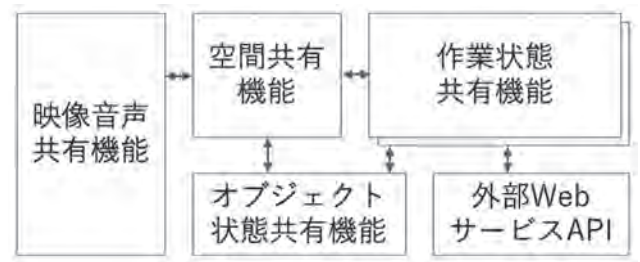 映像音声
共有機能
空間共有
機能
作業状態
共有機能
オブジェクト
状態共有機能
外部Web
サービスAPI